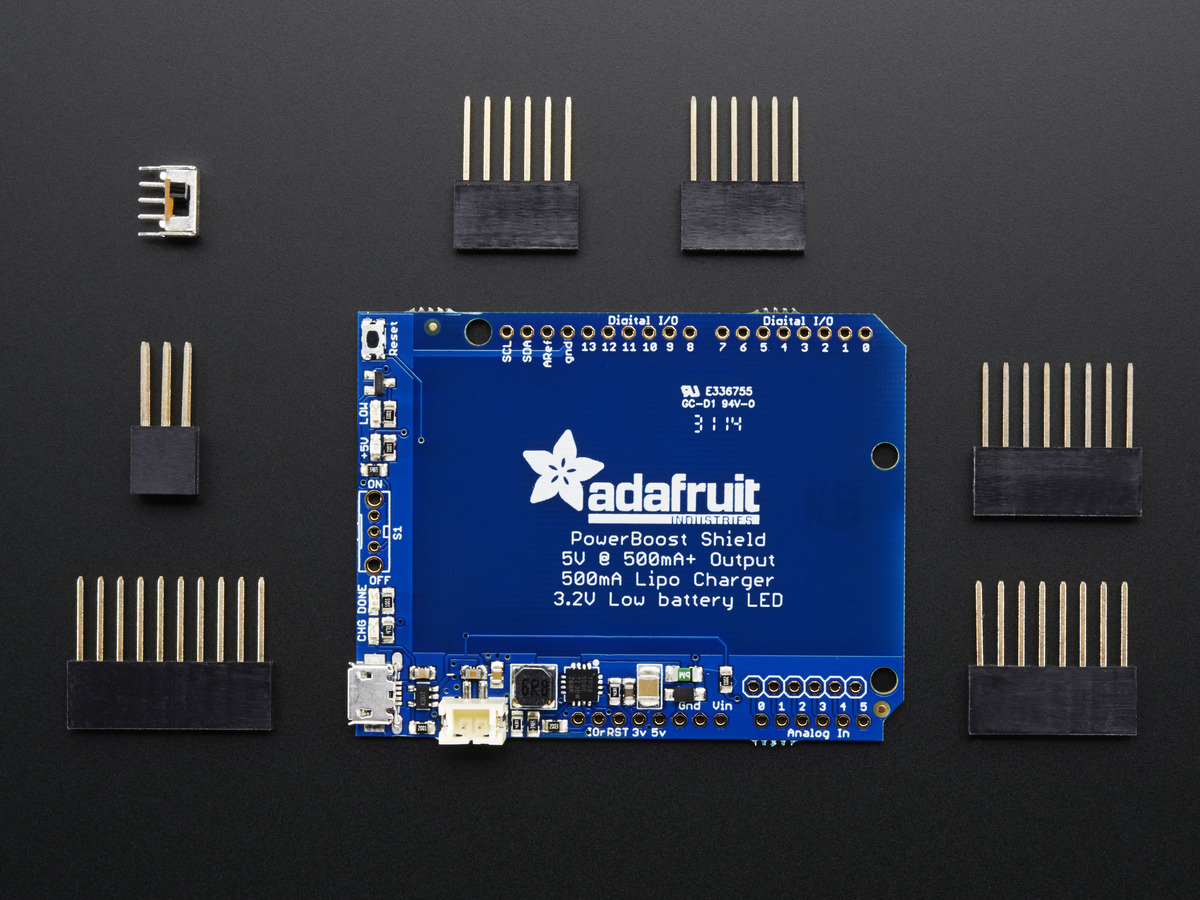 Reset
Digital I/O
Digital I/O
SCL SDA ARef gnd 13 12 11 10 9 8 7 6 5 4 3 2 1 0
E336755
GC-D1 94V-0
3114
LOW
+5V
ON
S1
OFF
adafruit
INDUSTRIES
PowerBoost Shield
5V @ 500mA+ Output
500mA Lipo Charger
3.2V Low battery LED
DONE
CHG
6R8
Gnd Vin
0 1 2 3 4 5
IOrRST 3v 5v
Analog In